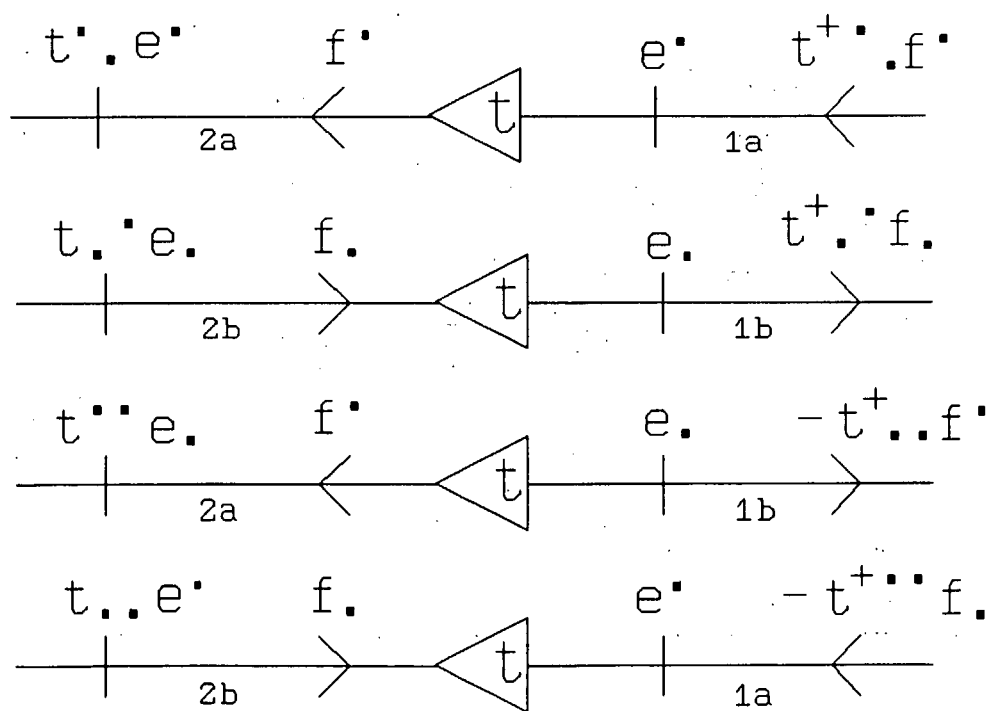 t˙.e˙ f˙ t e˙ t⁺˙.f˙
2a 1a
t.˙e. f. t e. t⁺.˙f.
2b 1b
t˙˙e. f˙ t e. -t⁺..f˙
2a 1b
t..e˙ f. t e˙ -t⁺˙˙f.
2b 1a